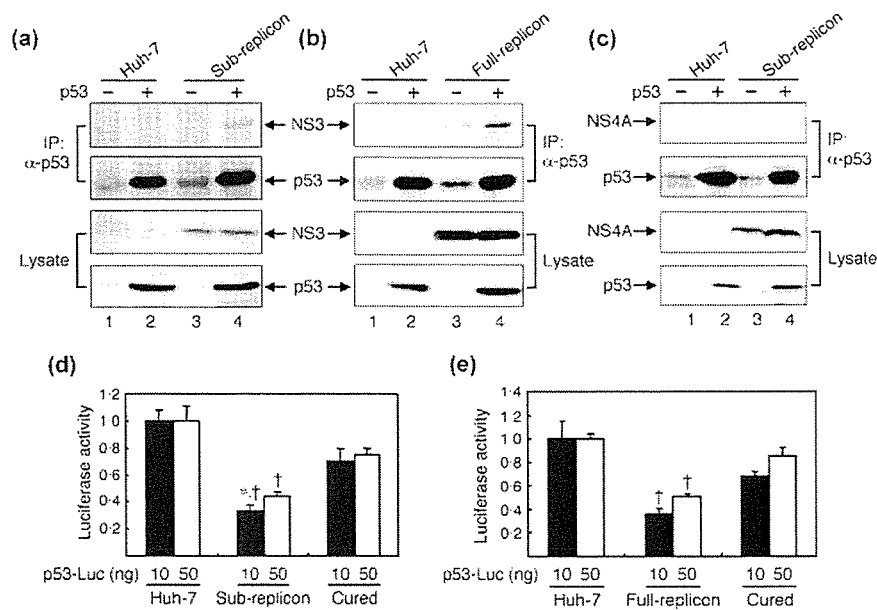 (a)
Huh-7 Sub-replicon
p53 − + − +
IP: α-p53
NS3
p53
Lysate
NS3
p53
1 2 3 4
(b)
Huh-7 Full-replicon
− + − +
IP: α-p53
Lysate
1 2 3 4
(c)
Huh-7 Sub-replicon
p53 − + − +
NS4A
p53
IP: α-p53
NS4A
p53
Lysate
1 2 3 4
(d)
Luciferase activity
1·2
1·0
0·8
0·6
0·4
0·2
*,† †
p53-Luc (ng) 10 50 10 50 10 50
Huh-7 Sub-replicon Cured
(e)
Luciferase activity
1·4
1·2
1·0
0·8
0·6
0·4
0·2
† †
p53-Luc (ng) 10 50 10 50 10 50
Huh-7 Full-replicon Cured